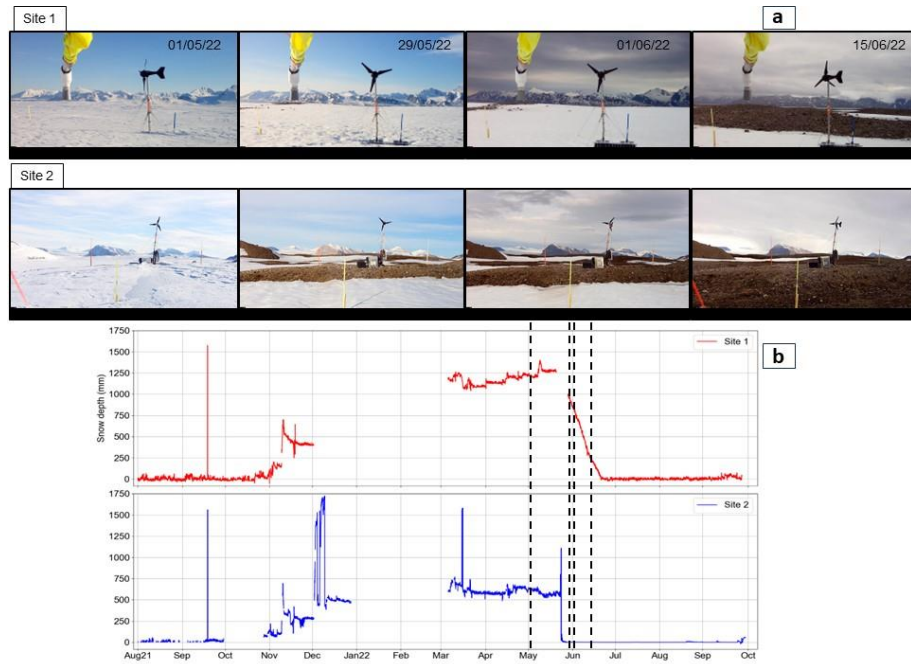 Site 1
a
01/05/22
29/05/22
01/06/22
15/06/22
Site 2
b
1750
1500
1250
1000
750
500
250
0
Snow depth (mm)
Site 1
1750
1500
1250
1000
750
500
250
0
Site 2
Aug21 Sep Oct Nov Dec Jan22 Feb Mar Apr May Jun Jul Aug Sep Oct